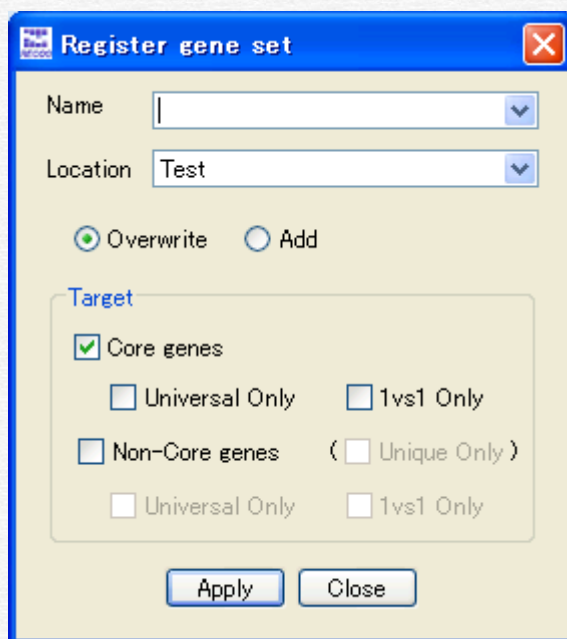 Register gene set
Name
Location Test
Overwrite Add
Target
Core genes
Universal Only 1vs1 Only
Non-Core genes ( Unique Only )
Universal Only 1vs1 Only
Apply Close